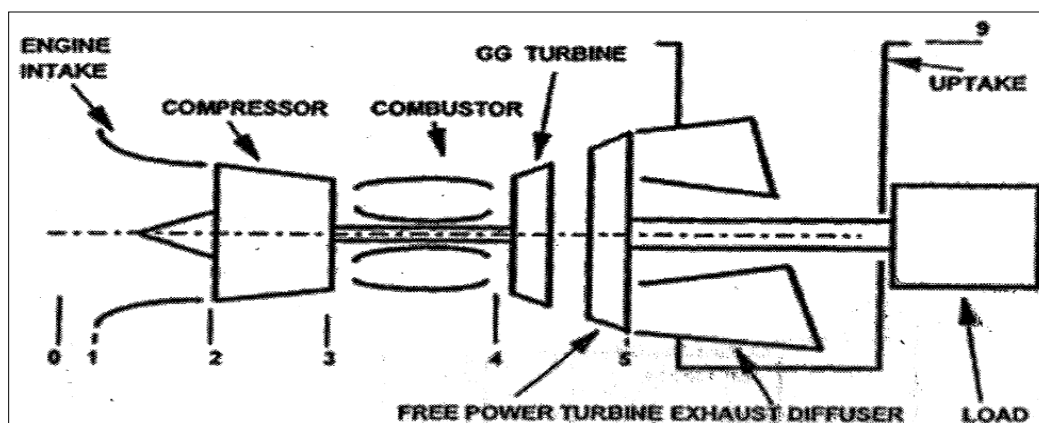 ENGINE
INTAKE
COMPRESSOR
COMBUSTOR
GG TURBINE
9
UPTAKE
0 1 2 3 4 5
FREE POWER TURBINE EXHAUST DIFFUSER
LOAD